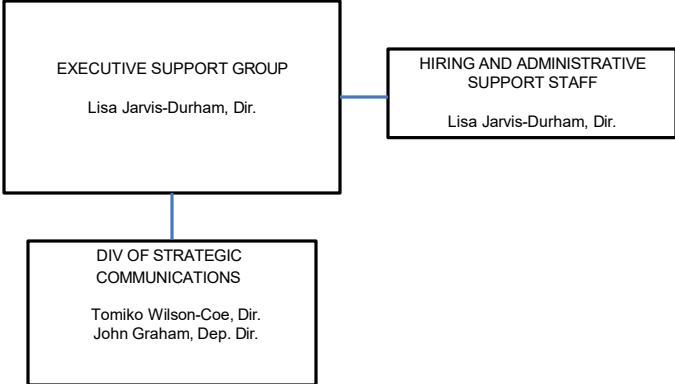 EXECUTIVE SUPPORT GROUP
Lisa Jarvis-Durham, Dir.
HIRING AND ADMINISTRATIVE
SUPPORT STAFF
Lisa Jarvis-Durham, Dir.
DIV OF STRATEGIC
COMMUNICATIONS
Tomiko Wilson-Coe, Dir.
John Graham, Dep. Dir.